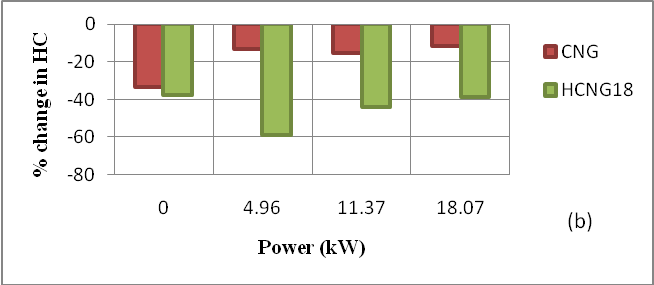 % change in HC
0
-20
-40
-60
-80
0 4.96 11.37 18.07
Power (kW)
CNG
HCNG18
(b)